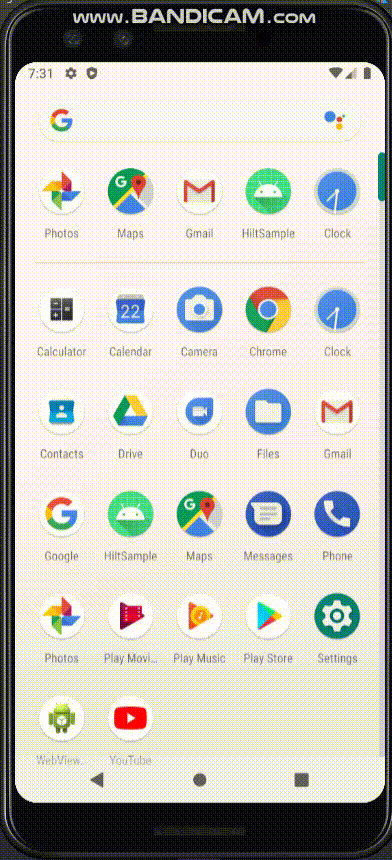 www.BANDICAM.com
7:31
Photos Maps Gmail HiltSample Clock
22
Calculator Calendar Camera Chrome Clock
Contacts Drive Duo Files Gmail
Google HiltSample Maps Messages Phone
Photos Play Movi... Play Music Play Store Settings
WebView. YouTube